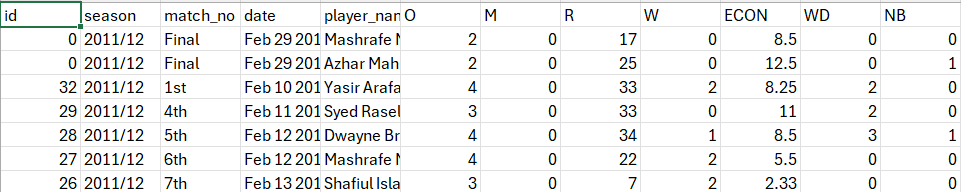 id season match_no date player_nam O M R W ECON WD NB
0 2011/12 Final Feb 29 201 Mashrafe M 2 0 17 0 8.5 0 0
0 2011/12 Final Feb 29 201 Azhar Mah 2 0 25 0 12.5 0 1
32 2011/12 1st Feb 10 201 Yasir Arafa 4 0 33 2 8.25 2 0
29 2011/12 4th Feb 11 201 Syed Rasel 3 0 33 0 11 2 0
28 2011/12 5th Feb 12 201 Dwayne Br 4 0 34 1 8.5 3 1
27 2011/12 6th Feb 12 201 Mashrafe M 4 0 22 2 5.5 0 0
26 2011/12 7th Feb 13 201 Shafiul Isla 3 0 7 2 2.33 0 0